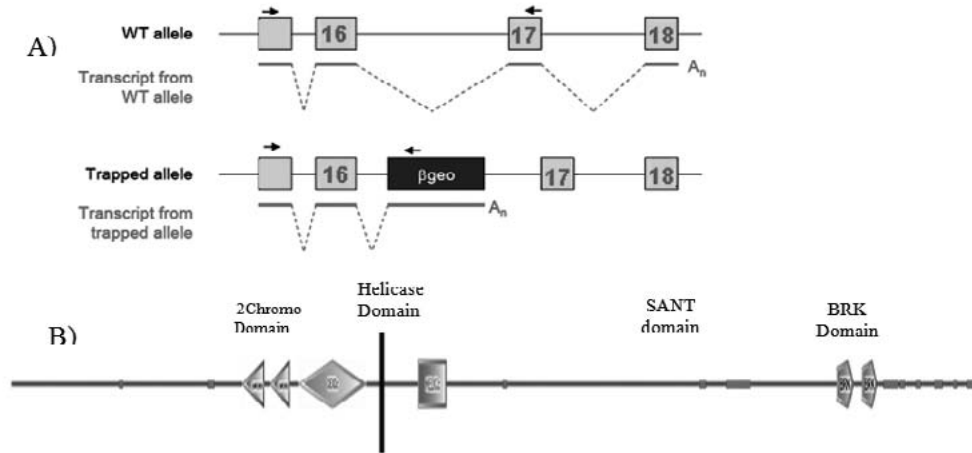 A)
WT allele
16
17
18
Transcript from
WT allele
An
Trapped allele
16
βgeo
17
18
Transcript from
trapped allele
An
B)
2Chromo
Domain
Helicase
Domain
SANT
domain
BRK
Domain